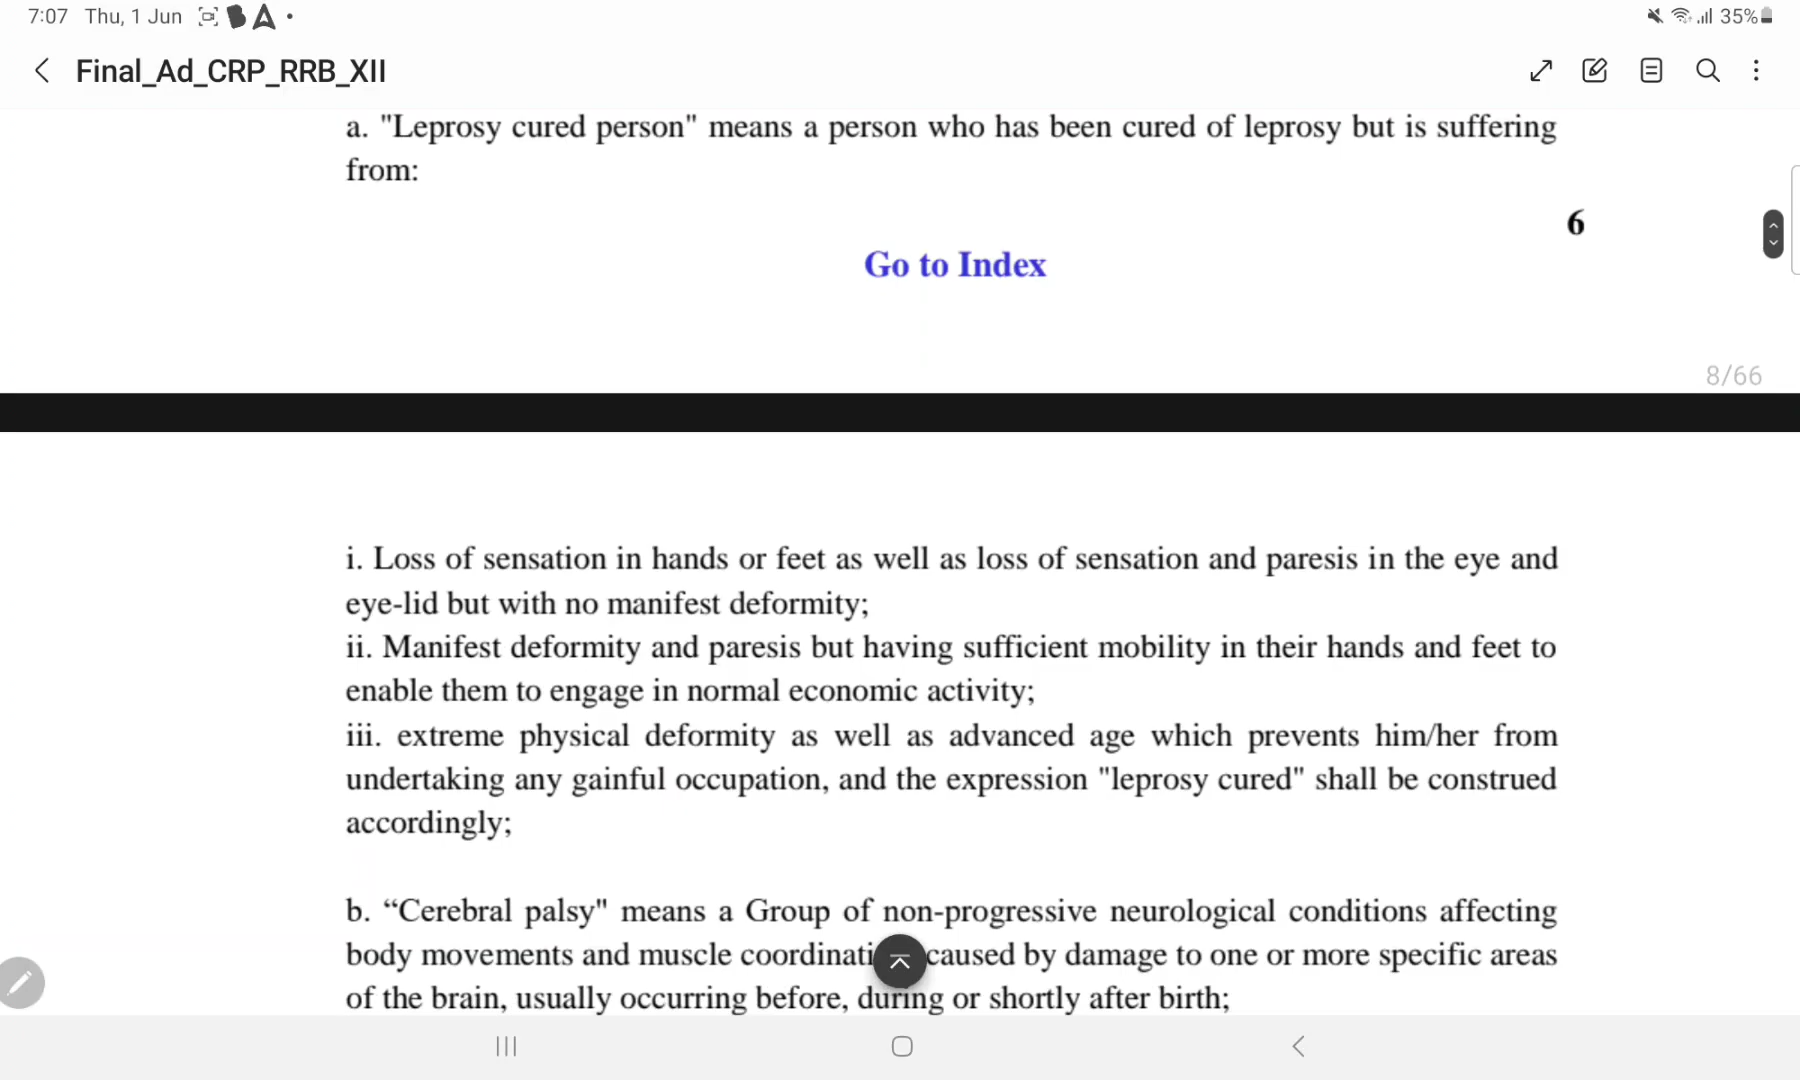 7:07 Thu, 1 Jun
35%
Final_Ad_CRP_RRB_XII
a. "Leprosy cured person" means a person who has been cured of leprosy but is suffering
from:
6
Go to Index
8/66
i. Loss of sensation in hands or feet as well as loss of sensation and paresis in the eye and
eye-lid but with no manifest deformity;
ii. Manifest deformity and paresis but having sufficient mobility in their hands and feet to
enable them to engage in normal economic activity;
iii. extreme physical deformity as well as advanced age which prevents him/her from
undertaking any gainful occupation, and the expression "leprosy cured" shall be construed
accordingly;
b. “Cerebral palsy" means a Group of non-progressive neurological conditions affecting
body movements and muscle coordinati caused by damage to one or more specific areas
of the brain, usually occurring before, during or shortly after birth;